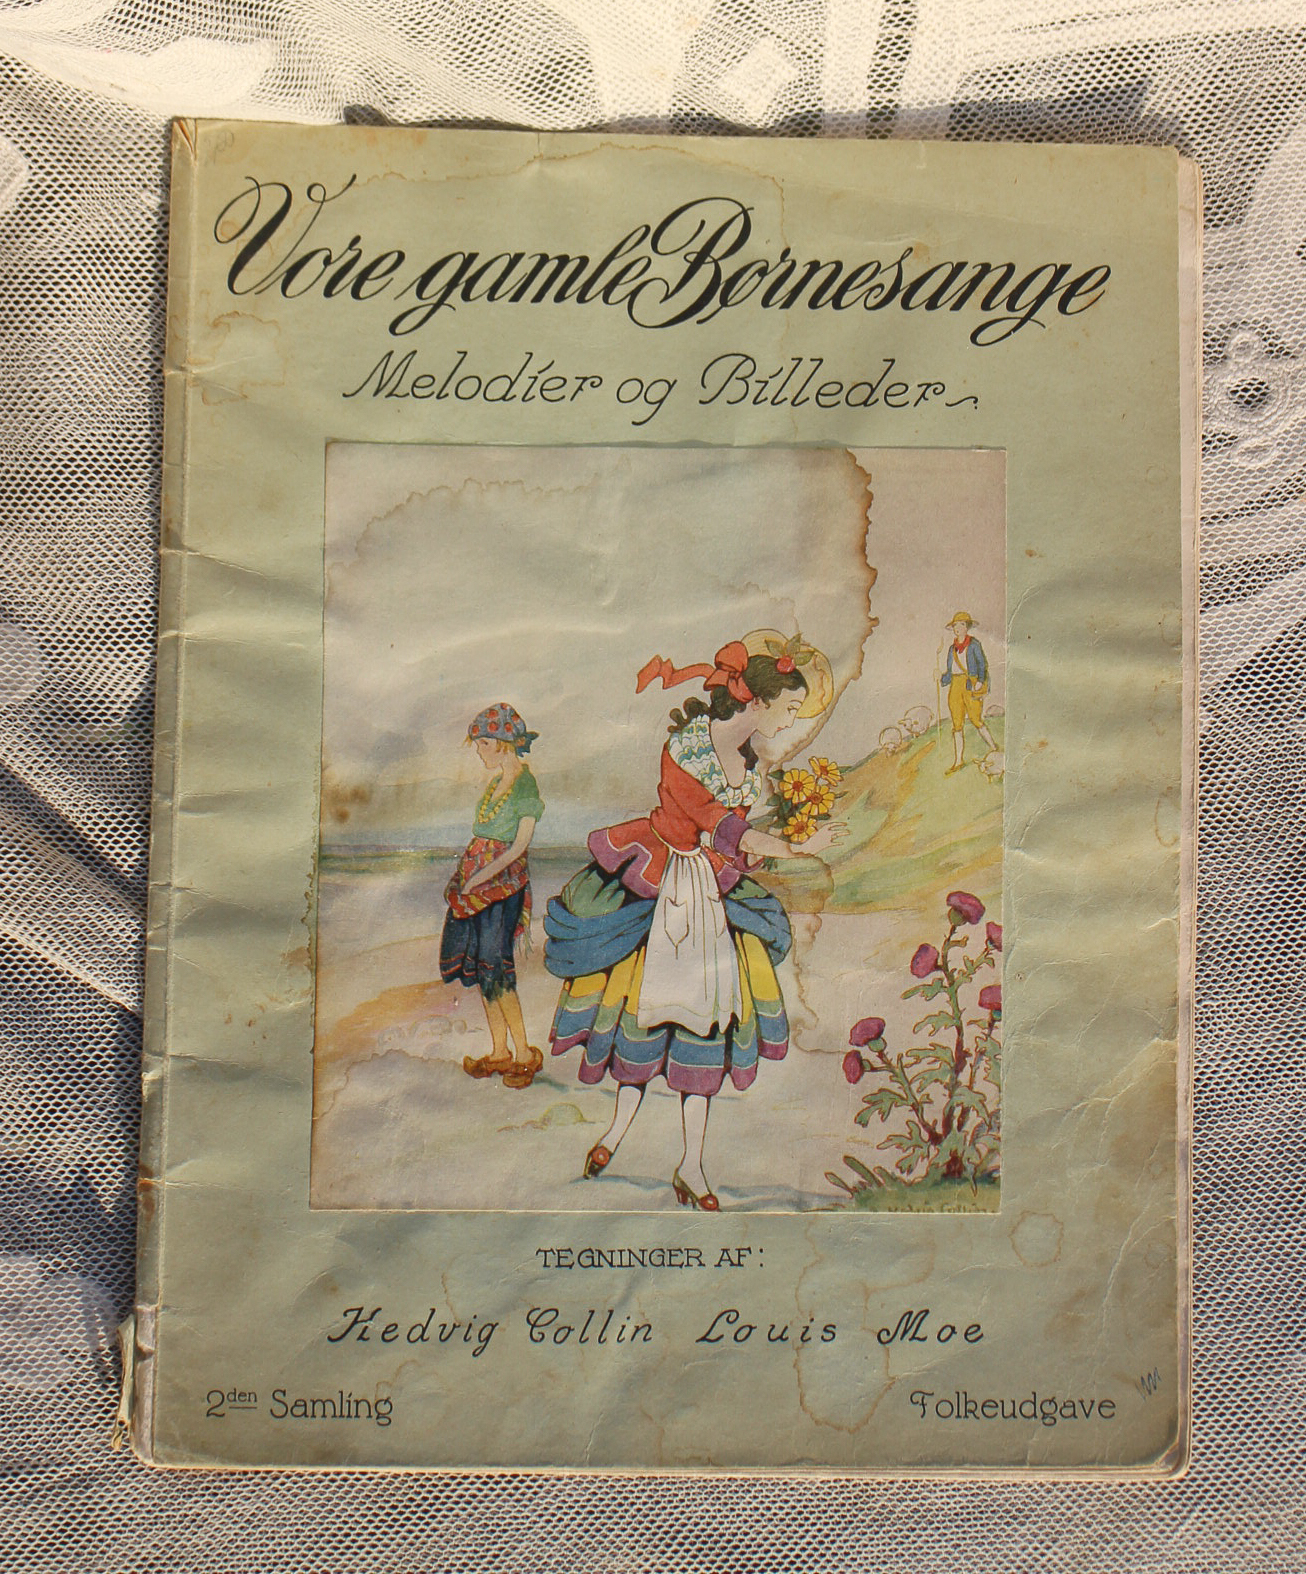 Vore gamle Børnesange
Melodier og Billeder
TEGNINGER AF:
Hedvig Collin Louis Moe
2den Samling
Folkeudgave